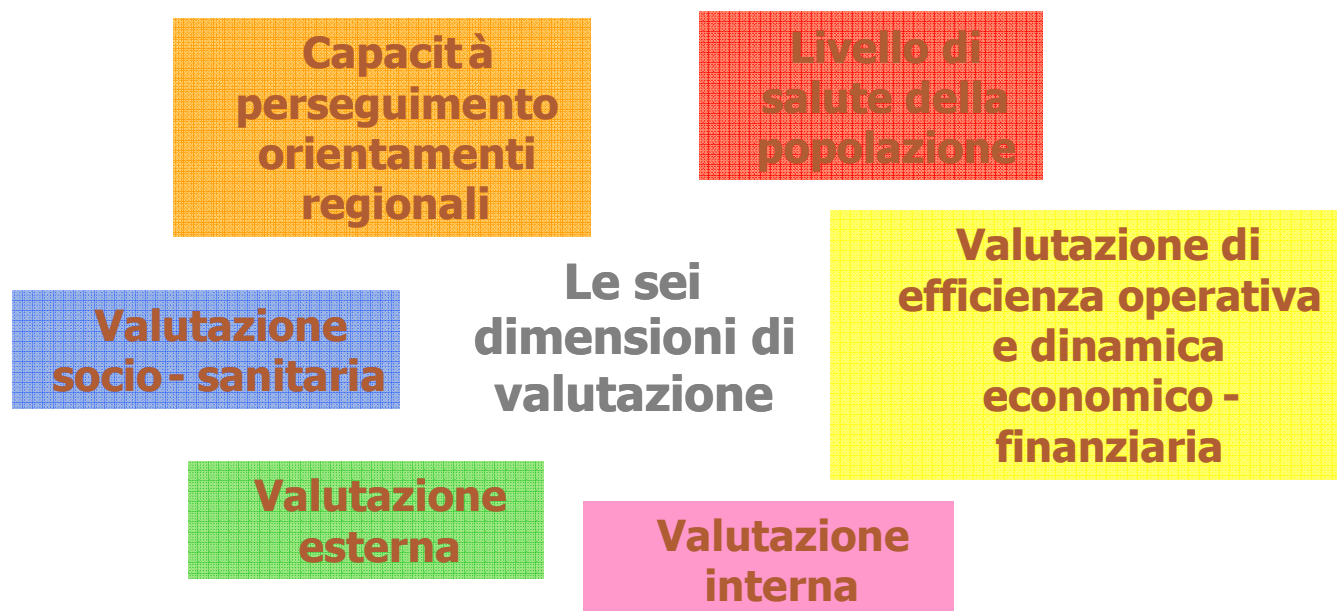 Capacità
perseguimento
orientamenti
regionali
Livello di
salute della
popolazione
Le sei
dimensioni di
valutazione
Valutazione di
efficienza operativa
e dinamica
economico -
finanziaria
Valutazione
socio - sanitaria
Valutazione
esterna
Valutazione
interna